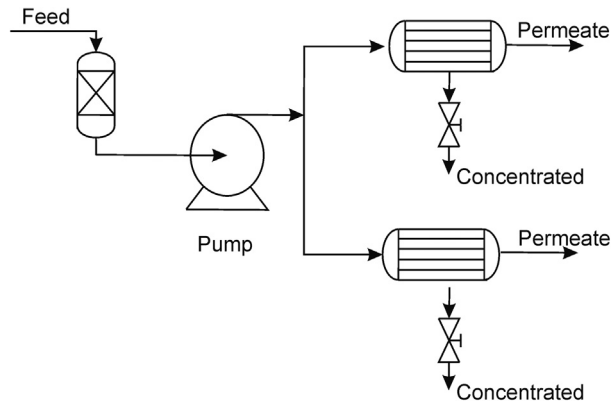 Feed
Permeate
Concentrated
Pump
Permeate
Concentrated